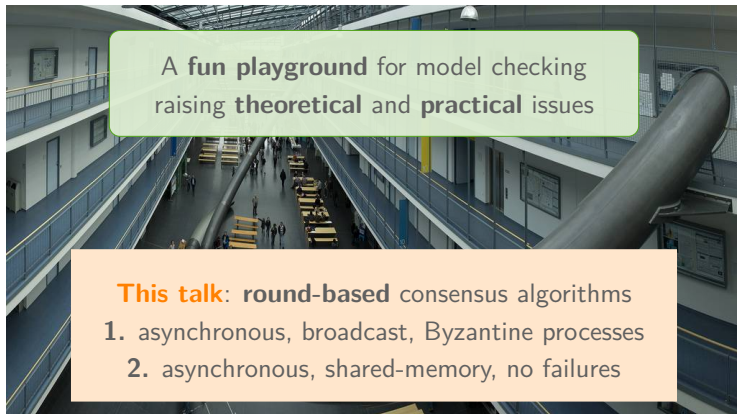 A fun playground for model checking
raising theoretical and practical issues
This talk: round-based consensus algorithms
1. asynchronous, broadcast, Byzantine processes
2. asynchronous, shared-memory, no failures